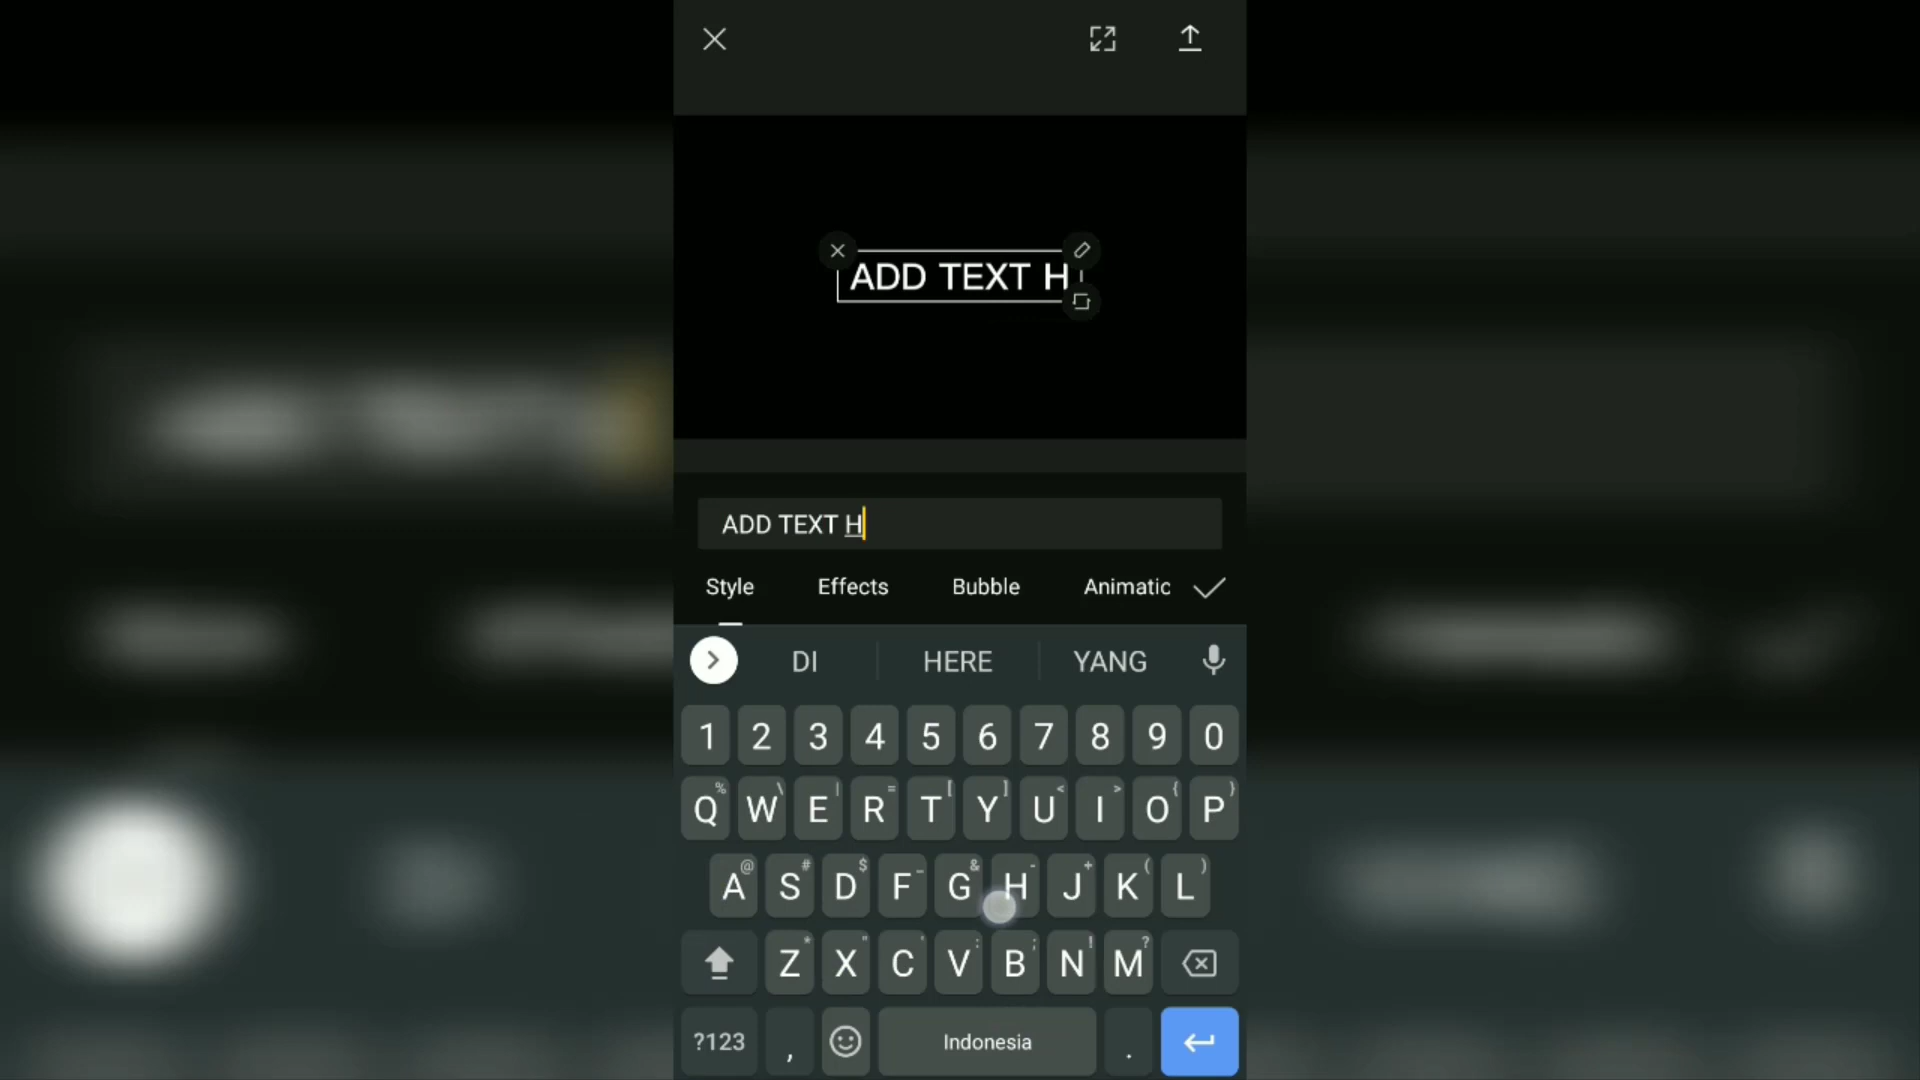 ADD TEXT H
ADD TEXT H
Style Effects Bubble Animatic
DI HERE YANG
1 2 3 4 5 6 7 8 9 0
% \ | = [ ] < > { }
Q W E R T Y U I O P
@ # $ _ & - + ( )
A S D F G H J K L
* " ' : ; ! ?
Z X C V B N M
?123 , Indonesia .